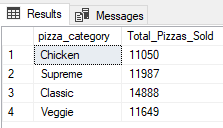 Results Messages
pizza_category Total_Pizzas_Sold
1 Chicken 11050
2 Supreme 11987
3 Classic 14888
4 Veggie 11649